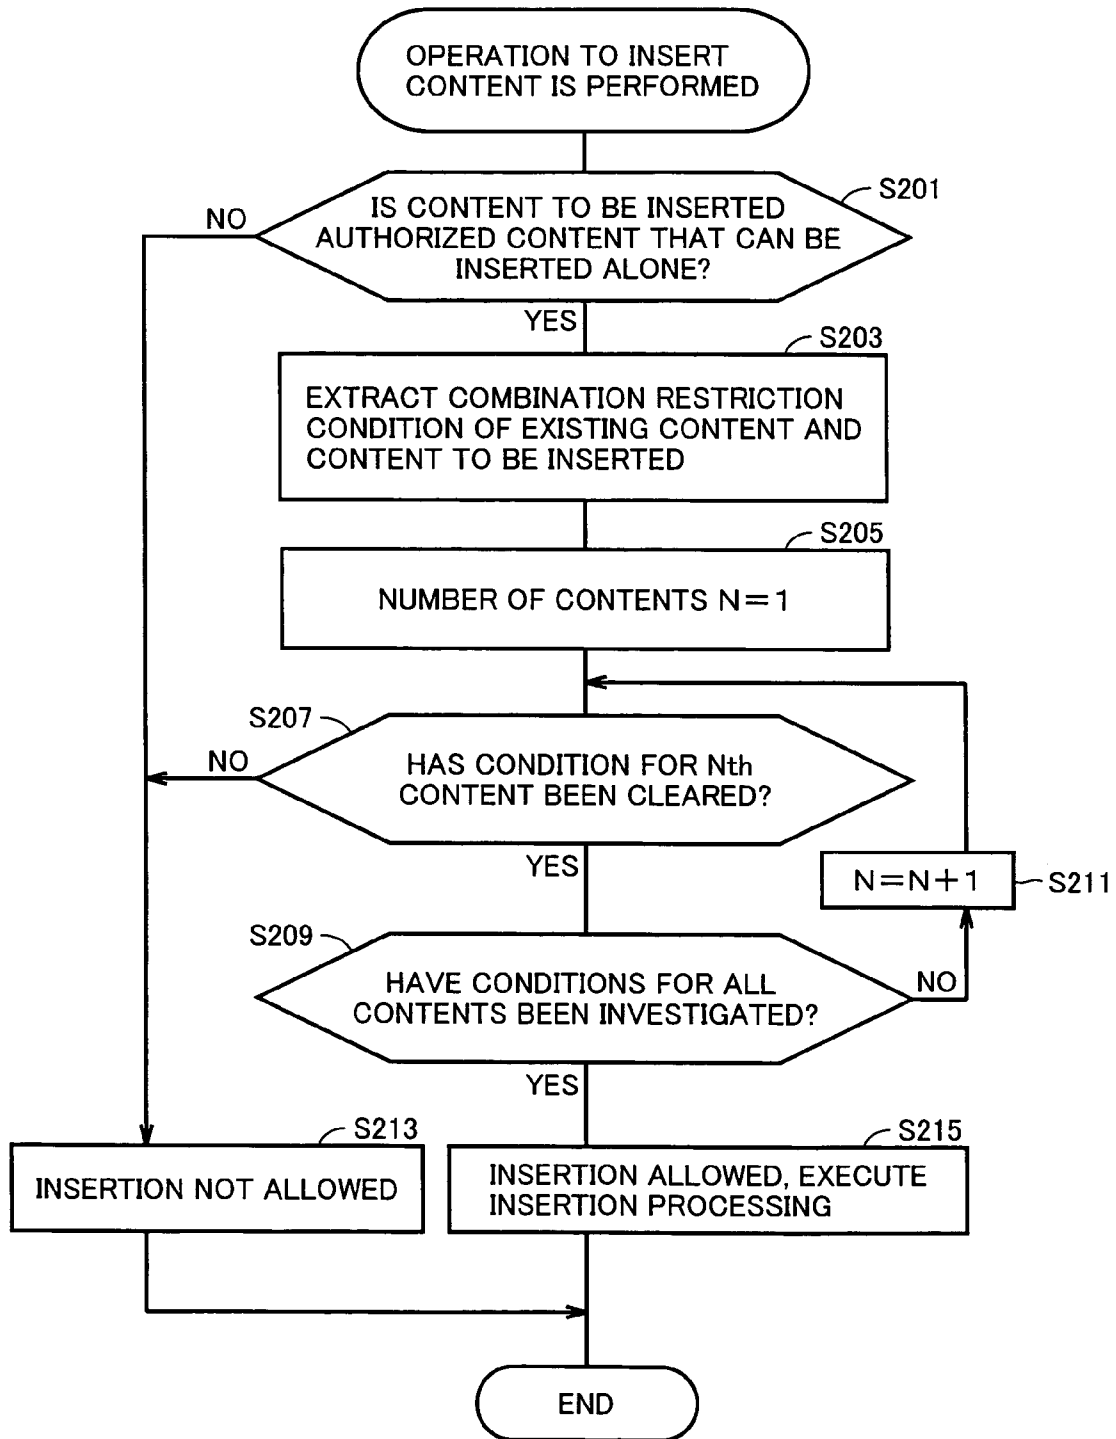 OPERATION TO INSERT
CONTENT IS PERFORMED
S201
NO
IS CONTENT TO BE INSERTED
AUTHORIZED CONTENT THAT CAN BE
INSERTED ALONE?
YES
S203
EXTRACT COMBINATION RESTRICTION
CONDITION OF EXISTING CONTENT AND
CONTENT TO BE INSERTED
S205
NUMBER OF CONTENTS N=1
S207
NO
HAS CONDITION FOR Nth
CONTENT BEEN CLEARED?
YES
N=N+1
S211
S209
HAVE CONDITIONS FOR ALL
CONTENTS BEEN INVESTIGATED?
NO
YES
S213
INSERTION NOT ALLOWED
S215
INSERTION ALLOWED, EXECUTE
INSERTION PROCESSING
END